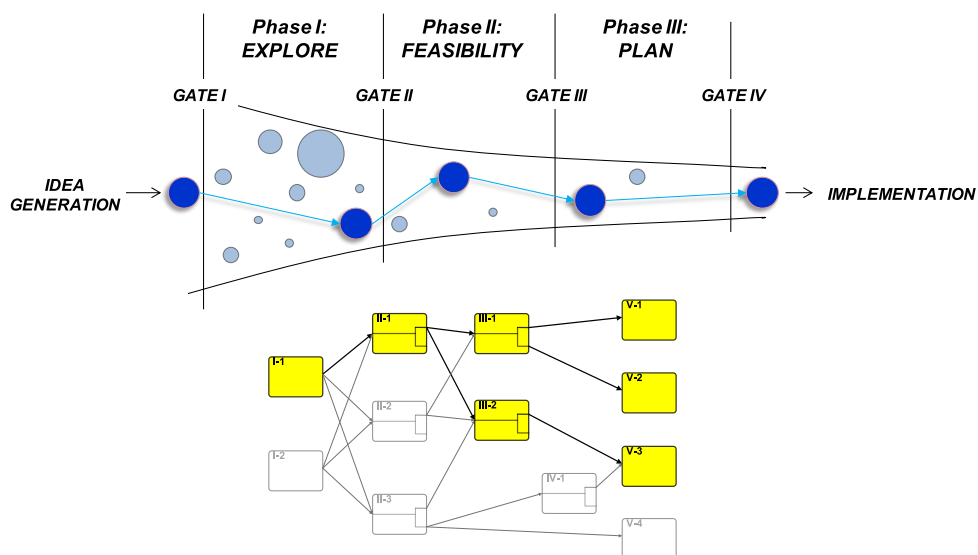 Phase I:
EXPLORE
Phase II:
FEASIBILITY
Phase III:
PLAN
GATE I
GATE II
GATE III
GATE IV
IDEA
GENERATION
IMPLEMENTATION
I-1
I-2
II-1
II-2
II-3
III-1
III-2
IV-1
V-1
V-2
V-3
V-4